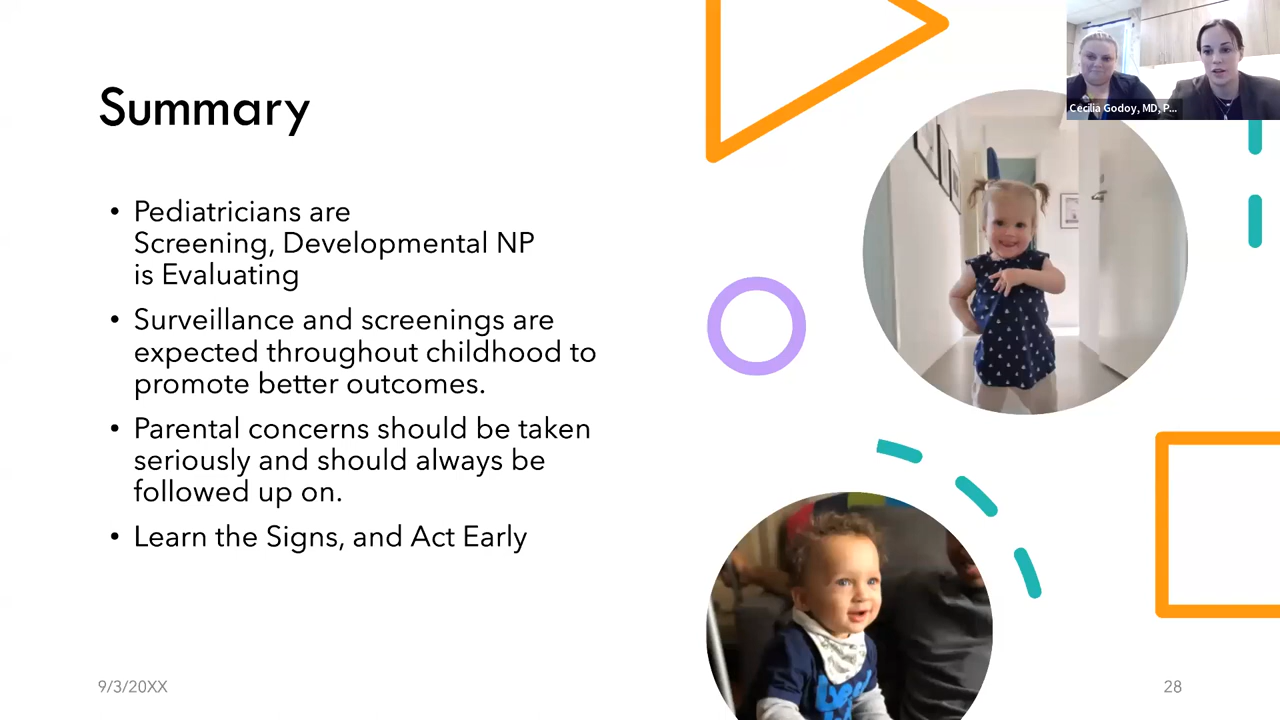 Cecilia Godoy, MD, P...
Summary
• Pediatricians are
Screening, Developmental NP
is Evaluating
• Surveillance and screenings are
expected throughout childhood to
promote better outcomes.
• Parental concerns should be taken
seriously and should always be
followed up on.
• Learn the Signs, and Act Early
9/3/20XX
28